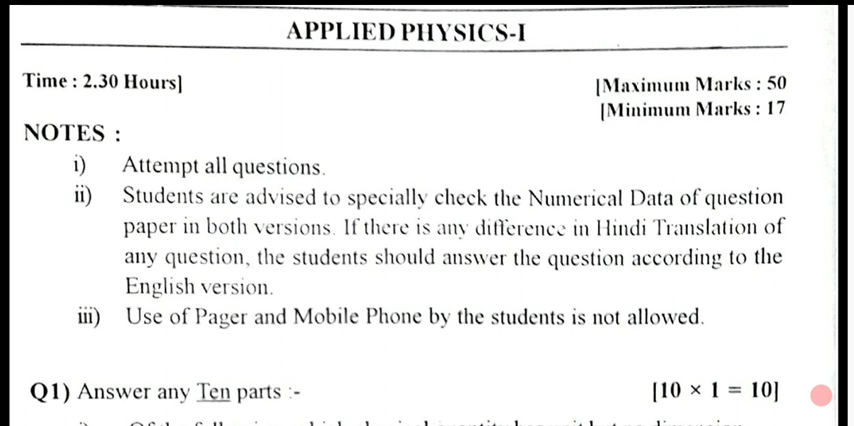 APPLIED PHYSICS-I
Time : 2.30 Hours]
[Maximum Marks : 50
[Minimum Marks : 17
NOTES :
i) Attempt all questions.
ii) Students are advised to specially check the Numerical Data of question
paper in both versions. If there is any difference in Hindi Translation of
any question, the students should answer the question according to the
English version.
iii) Use of Pager and Mobile Phone by the students is not allowed.
Q1) Answer any Ten parts :- [10 × 1 = 10]